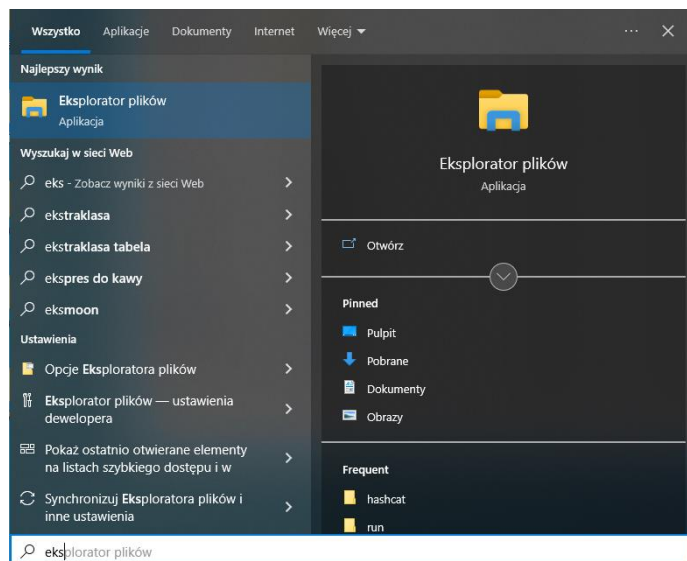 Wszystko Aplikacje Dokumenty Internet Więcej
Najlepszy wynik
Eksplorator plików
Aplikacja
Wyszukaj w sieci Web
eks - Zobacz wyniki z sieci Web
ekstraklasa
ekstraklasa tabela
ekspres do kawy
eksmoon
Ustawienia
Opcje Eksploratora plików
Eksplorator plików — ustawienia
dewelopera
Pokaż ostatnio otwierane elementy
na listach szybkiego dostępu i w
Synchronizuj Eksploratora plików i
inne ustawienia
eksplorator plików
Eksplorator plików
Aplikacja
Otwórz
Pinned
Pulpit
Pobrane
Dokumenty
Obrazy
Frequent
hashcat
run